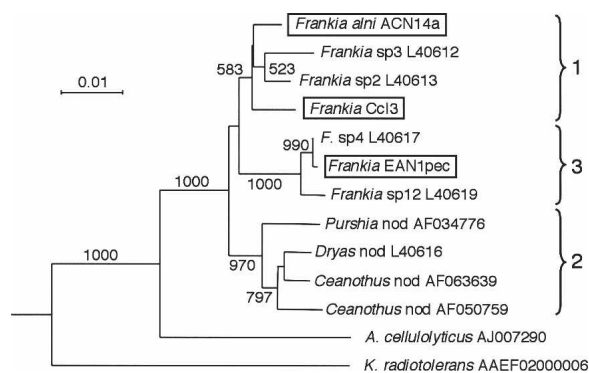 Frankia alni ACN14a
Frankia sp3 L40612
583
523
1
Frankia sp2 L40613
0.01
Frankia CcI3
F. sp4 L40617
990
Frankia EAN1pec
3
1000
1000
Frankia sp12 L40619
Purshia nod AF034776
Dryas nod L40616
1000
970
2
Ceanothus nod AF063639
797
Ceanothus nod AF050759
A. cellulolyticus AJ007290
K. radiotolerans AAEF02000006